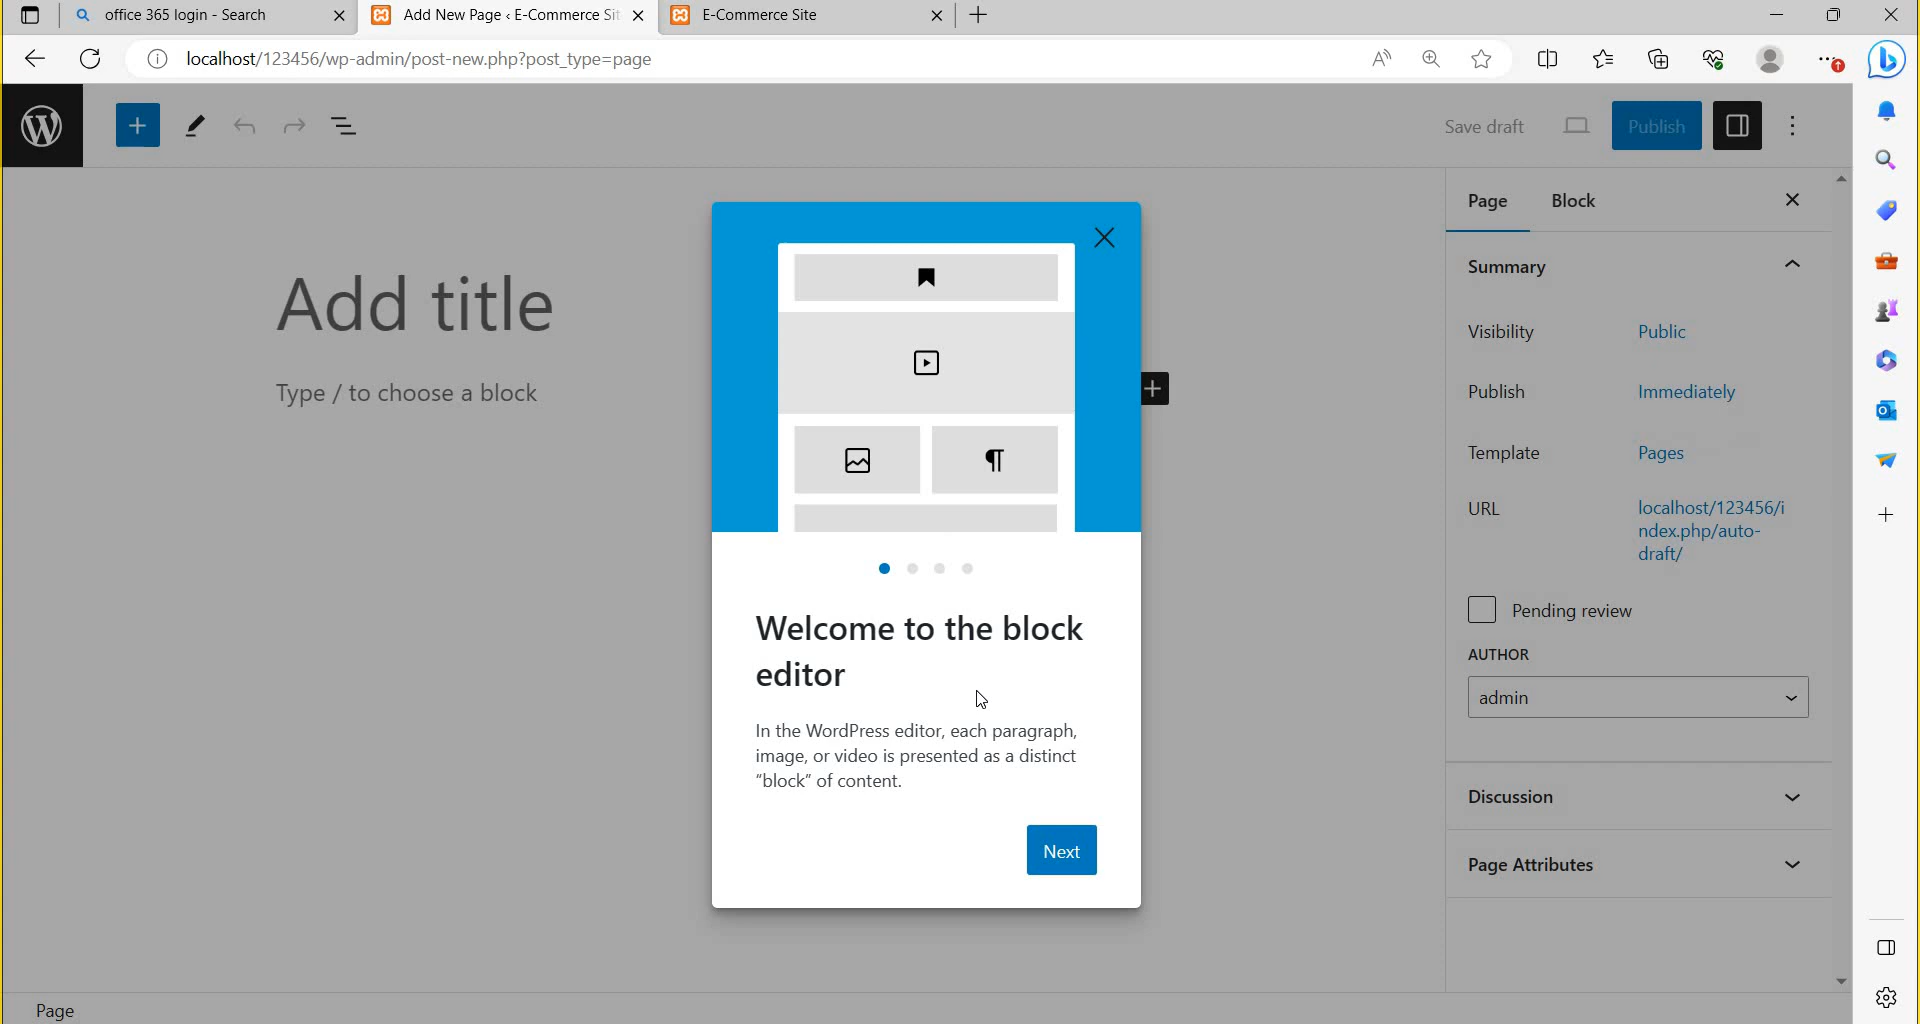 office 365 login - Search
Add New Page ‹ E-Commerce Sit
E-Commerce Site
localhost/123456/wp-admin/post-new.php?post_type=page
Save draft
Publish
Add title
Type / to choose a block
Welcome to the block
editor
In the WordPress editor, each paragraph,
image, or video is presented as a distinct
“block” of content.
Next
Page
Block
Summary
Visibility
Public
Publish
Immediately
Template
Pages
URL
localhost/123456/i
ndex.php/auto-
draft/
Pending review
AUTHOR
admin
Discussion
Page Attributes
Page